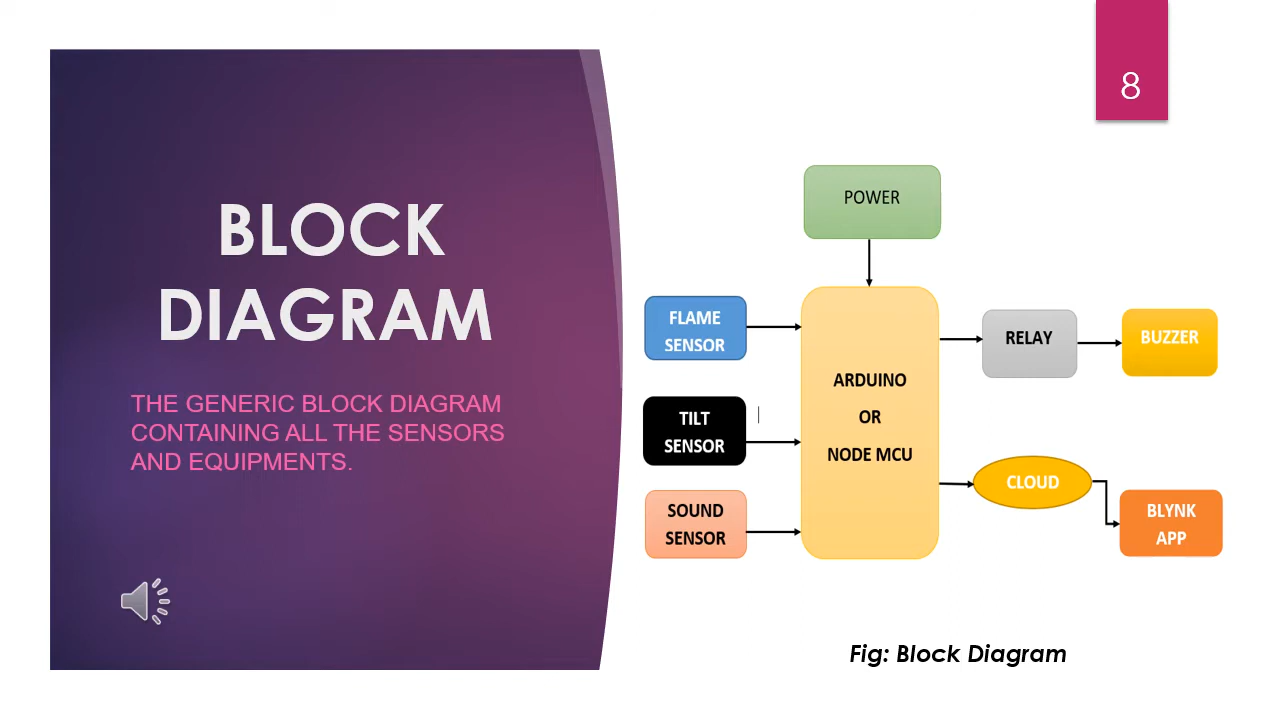 8
BLOCK
DIAGRAM
THE GENERIC BLOCK DIAGRAM
CONTAINING ALL THE SENSORS
AND EQUIPMENTS.
POWER
FLAME
SENSOR
TILT
SENSOR
SOUND
SENSOR
ARDUINO
OR
NODE MCU
RELAY
BUZZER
CLOUD
BLYNK
APP
Fig: Block Diagram